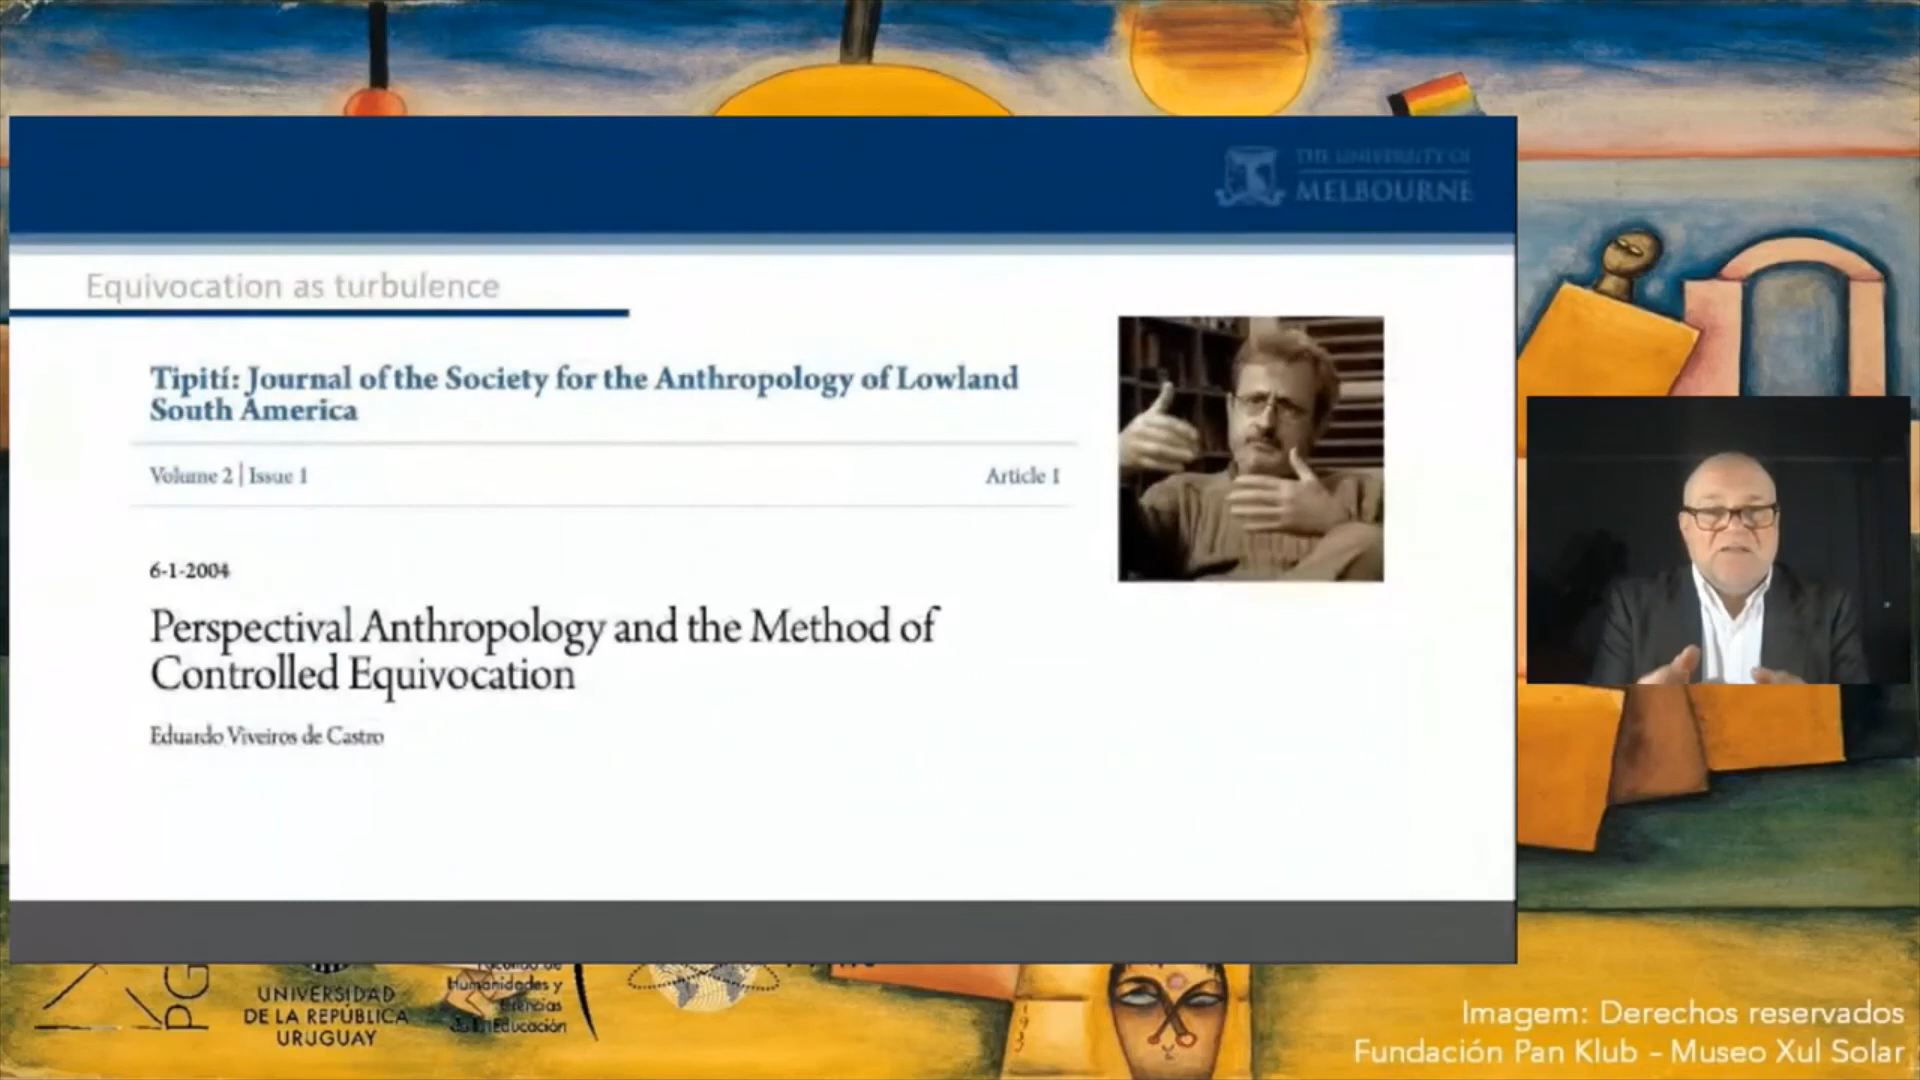 THE UNIVERSITY OF
MELBOURNE
Equivocation as turbulence
Tipití: Journal of the Society for the Anthropology of Lowland
South America
Volume 2 | Issue 1
Article 1
6-1-2004
Perspectival Anthropology and the Method of
Controlled Equivocation
Eduardo Viveiros de Castro
UNIVERSIDAD
DE LA REPÚBLICA
URUGUAY
Humanidades y
Ciencias
Educación
Imagem: Derechos reservados
Fundación Pan Klub - Museo Xul Solar